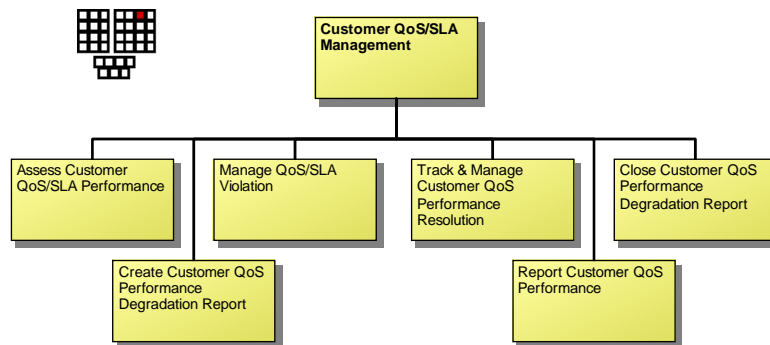 Customer QoS/SLA
Management
Assess Customer
QoS/SLA Performance
Manage QoS/SLA
Violation
Track & Manage
Customer QoS
Performance
Resolution
Close Customer QoS
Performance
Degradation Report
Create Customer QoS
Performance
Degradation Report
Report Customer QoS
Performance